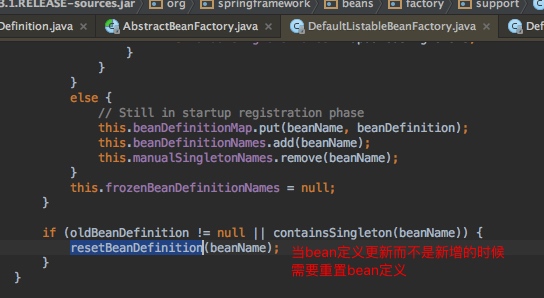 3.1.RELEASE-sources.jar org springframework beans factory support
Definition.java × AbstractBeanFactory.java × DefaultListableBeanFactory.java × De
}
}
}
else {
// Still in startup registration phase
this.beanDefinitionMap.put(beanName, beanDefinition);
this.beanDefinitionNames.add(beanName);
this.manualSingletonNames.remove(beanName);
}
this.frozenBeanDefinitionNames = null;
}
if (oldBeanDefinition != null || containsSingleton(beanName)) {
resetBeanDefinition(beanName); 当bean定义更新而不是新增的时候
需要重置bean定义
}
}